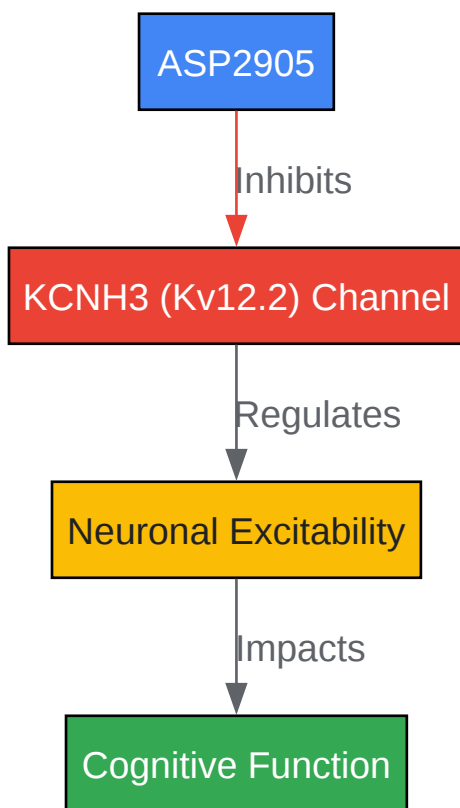 ASP2905
Inhibits
KCNH3 (Kv12.2) Channel
Regulates
Neuronal Excitability
Impacts
Cognitive Function